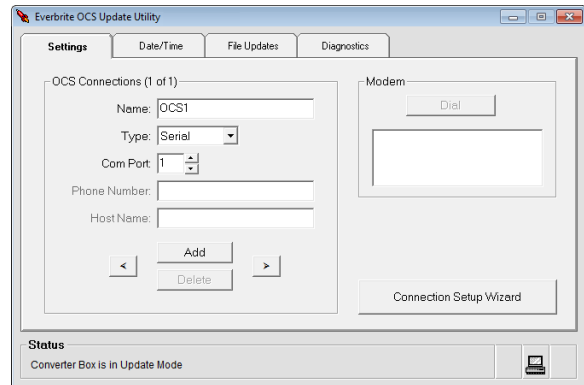 Everbrite OCS Update Utility
Settings
Date/Time
File Updates
Diagnostics
OCS Connections (1 of 1)
Name: OCS1
Type: Serial
Com Port: 1
Phone Number:
Host Name:
<
Add
>
Delete
Modem
Dial
Connection Setup Wizard
Status
Converter Box is in Update Mode